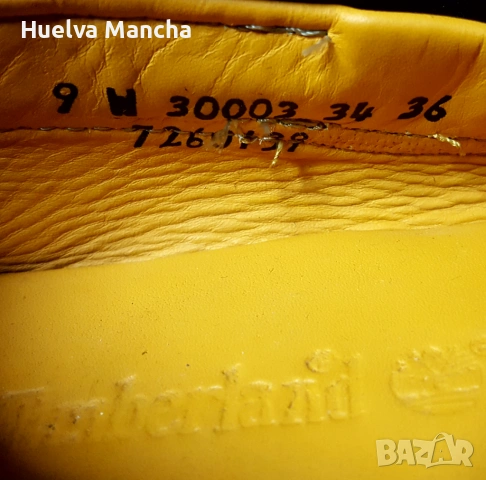 Huelva Mancha
9 W 30003 34 36
Timberland
BAZAR